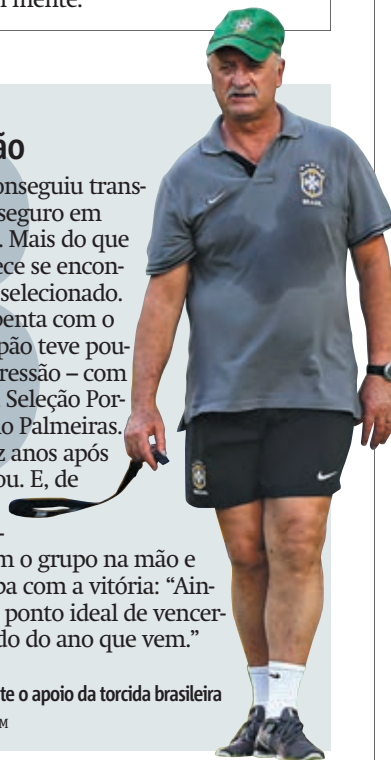 mente.
ão
onseguiu trans-
seguro em
. Mais do que
ece se encon-
selecionado.
penta com o
pão teve pou-
ressão – com
Seleção Por-
o Palmeiras.
z anos após
ou. E, de
-
m o grupo na mão e
ba com a vitória: “Ain-
ponto ideal de vencer-
do do ano que vem.”
te o apoio da torcida brasileira
M
BRASIL